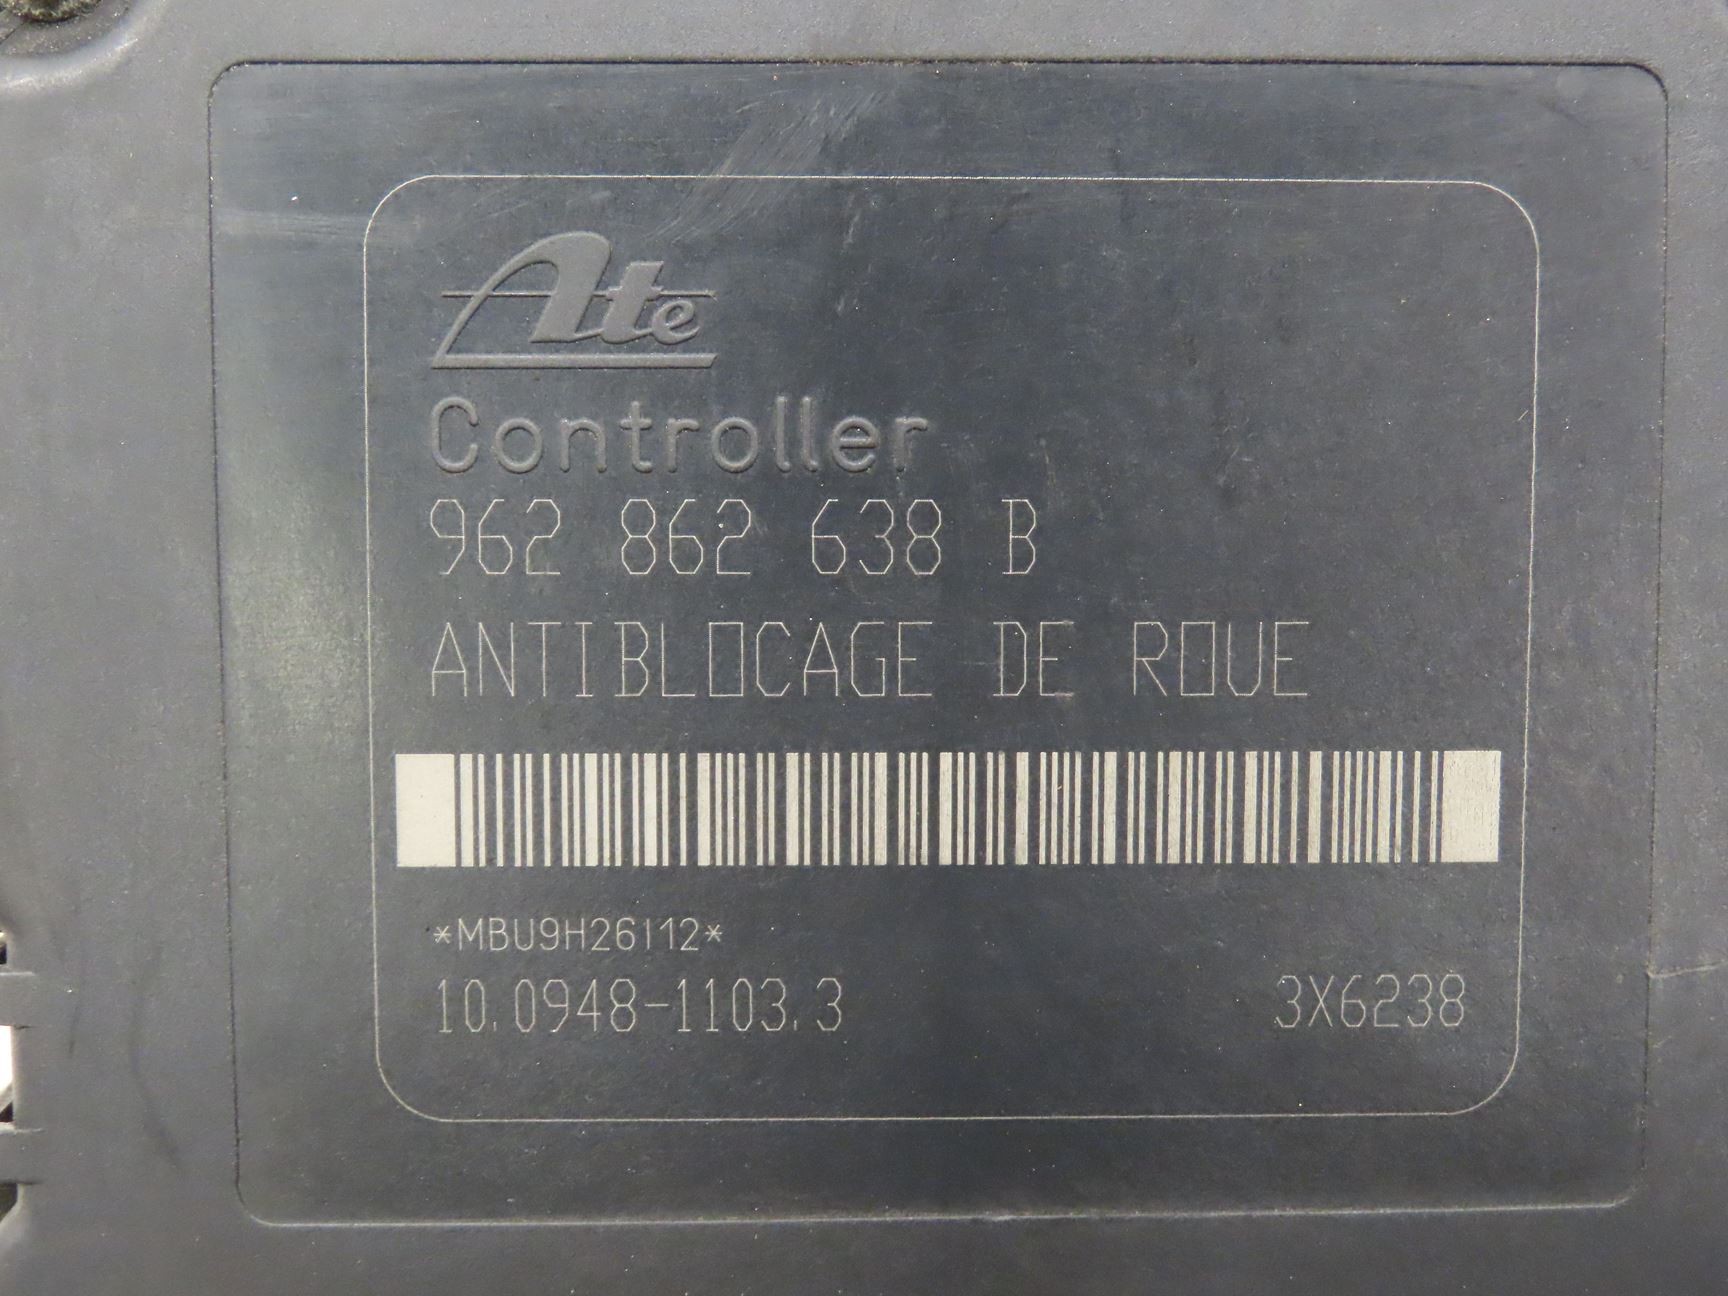 Ate
Controller
962 862 638 B
ANTIBLOCAGE DE ROUE
*MBU9H26112*
10.0948-1103.3 3X6238